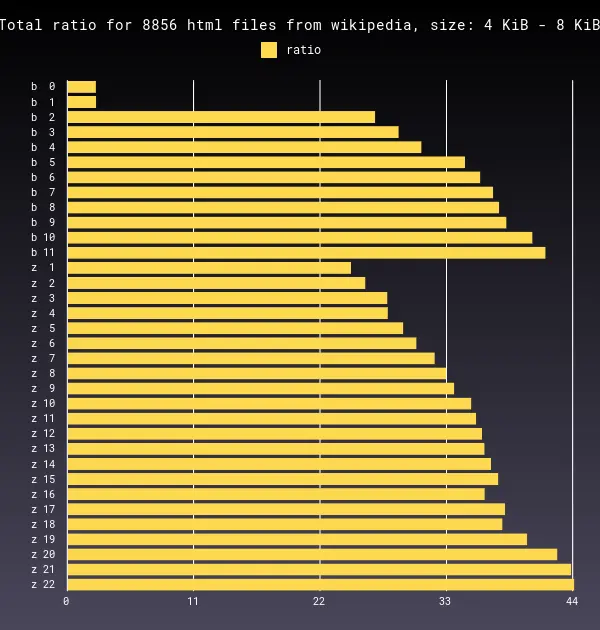 Total ratio for 8856 html files from wikipedia, size: 4 KiB - 8 KiB
ratio
b 0
b 1
b 2
b 3
b 4
b 5
b 6
b 7
b 8
b 9
b 10
b 11
z 1
z 2
z 3
z 4
z 5
z 6
z 7
z 8
z 9
z 10
z 11
z 12
z 13
z 14
z 15
z 16
z 17
z 18
z 19
z 20
z 21
z 22
0 11 22 33 44